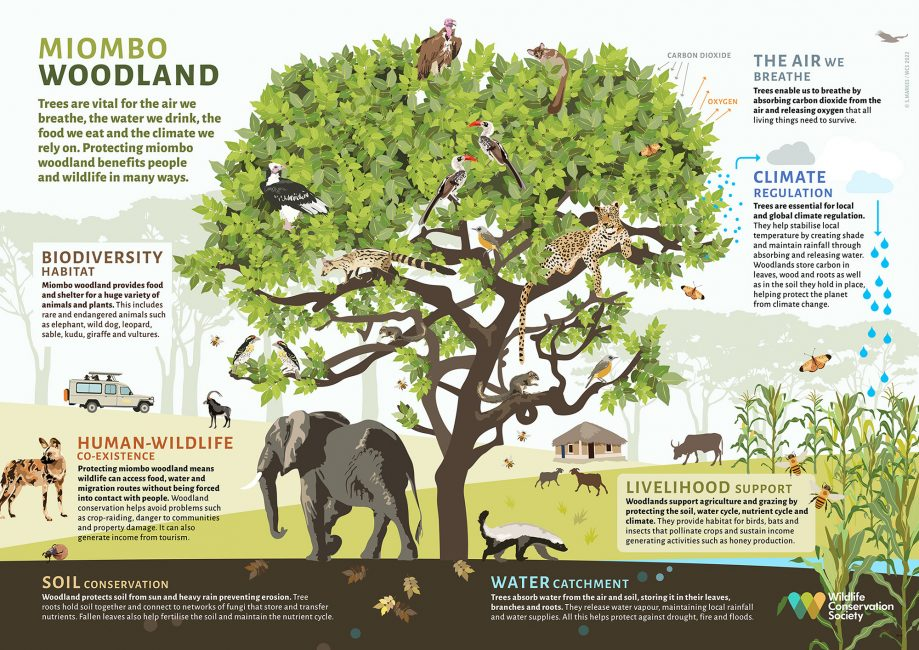 MIOMBO
WOODLAND
Trees are vital for the air we
breathe, the water we drink, the
food we eat and the climate we
rely on. Protecting miombo
woodland benefits people
and wildlife in many ways.
CARBON DIOXIDE
OXYGEN
THE AIR WE
BREATHE
Trees enable us to breathe by
absorbing carbon dioxide from the
air and releasing oxygen that all
living things need to survive.
© S.MARKES / WCS 2022
CLIMATE
REGULATION
Trees are essential for local
and global climate regulation.
They help stabilise local
temperature by creating shade
and maintain rainfall through
absorbing and releasing water.
Woodlands store carbon in
leaves, wood and roots as well
as in the soil they hold in place,
helping protect the planet
from climate change.
BIODIVERSITY
HABITAT
Miombo woodland provides food
and shelter for a huge variety of
animals and plants. This includes
rare and endangered animals such
as elephant, wild dog, leopard,
sable, kudu, giraffe and vultures.
HUMAN-WILDLIFE
CO-EXISTENCE
Protecting miombo woodland means
wildlife can access food, water and
migration routes without being forced
into contact with people. Woodland
conservation helps avoid problems such
as crop-raiding, danger to communities
and property damage. It can also
generate income from tourism.
LIVELIHOOD SUPPORT
Woodlands support agriculture and grazing by
protecting the soil, water cycle, nutrient cycle and
climate. They provide habitat for birds, bats and
insects that pollinate crops and sustain income
generating activities such as honey production.
SOIL CONSERVATION
Woodland protects soil from sun and heavy rain preventing erosion. Tree
roots hold soil together and connect to networks of fungi that store and transfer
nutrients. Fallen leaves also help fertilise the soil and maintain the nutrient cycle.
WATER CATCHMENT
Trees absorb water from the air and soil, storing it in their leaves,
branches and roots. They release water vapour, maintaining local rainfall
and water supplies. All this helps protect against drought, fire and floods.
Wildlife
Conservation
Society